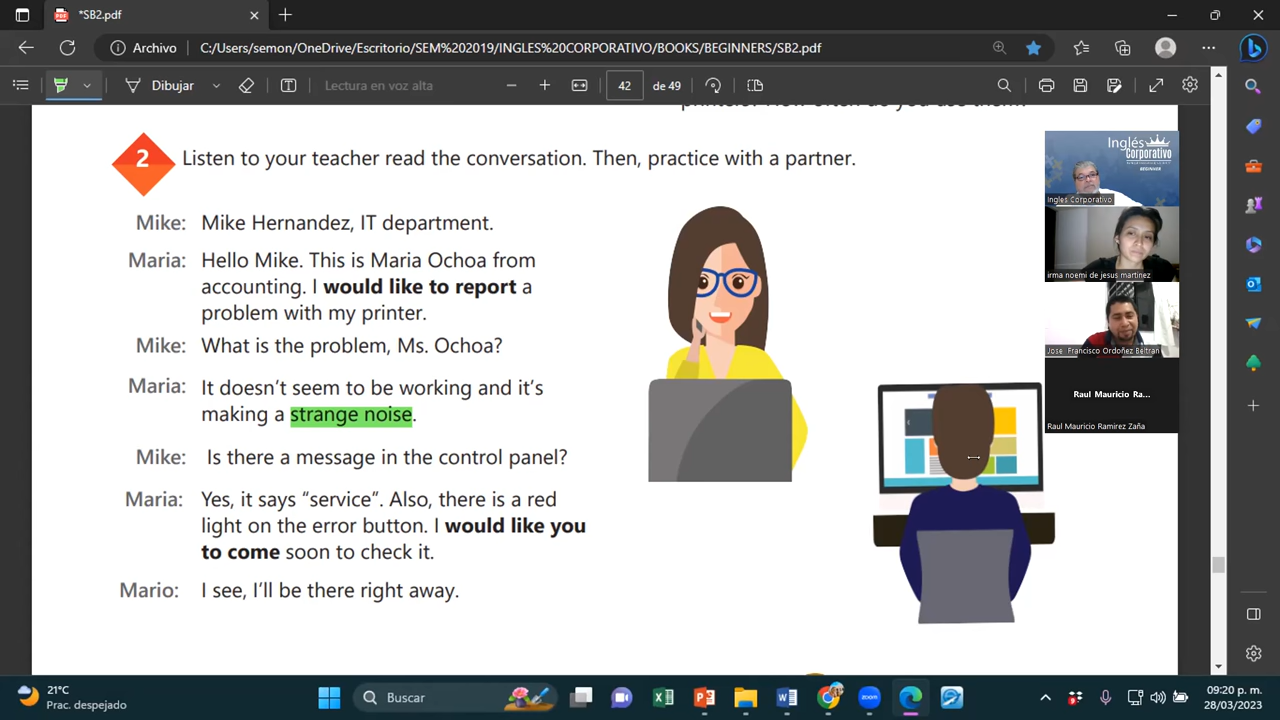 *SB2.pdf
Archivo C:/Users/semon/OneDrive/Escritorio/SEM%202019/INGLES%20CORPORATIVO/BOOKS/BEGINNERS/SB2.pdf
Dibujar Lectura en voz alta 42 de 49
2 Listen to your teacher read the conversation. Then, practice with a partner.
Mike: Mike Hernandez, IT department.
Maria: Hello Mike. This is Maria Ochoa from
accounting. I would like to report a
problem with my printer.
Mike: What is the problem, Ms. Ochoa?
Maria: It doesn't seem to be working and it's
making a strange noise.
Mike: Is there a message in the control panel?
Maria: Yes, it says “service”. Also, there is a red
light on the error button. I would like you
to come soon to check it.
Mario: I see, I'll be there right away.
Inglés
Corporativo
BEGINNER
Ingles Corporativo
irma noemi de jesus martinez
Jose Francisco Ordoñez Beltran
Raul Mauricio Ra...
Raul Mauricio Ramirez Zaña
21°C
Prac. despejado
Buscar
09:20 p. m.
28/03/2023